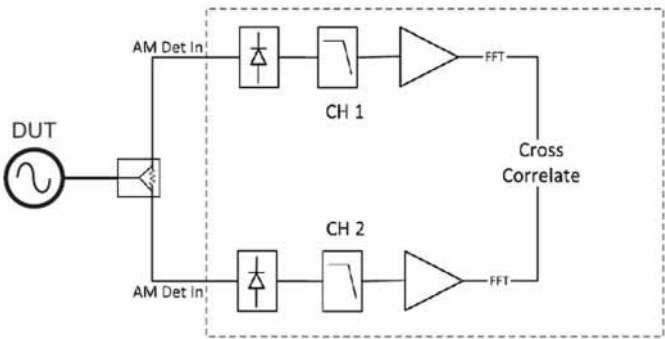 AM Det In
FFT
CH 1
DUT
Cross
Correlate
CH 2
AM Det In
FFT